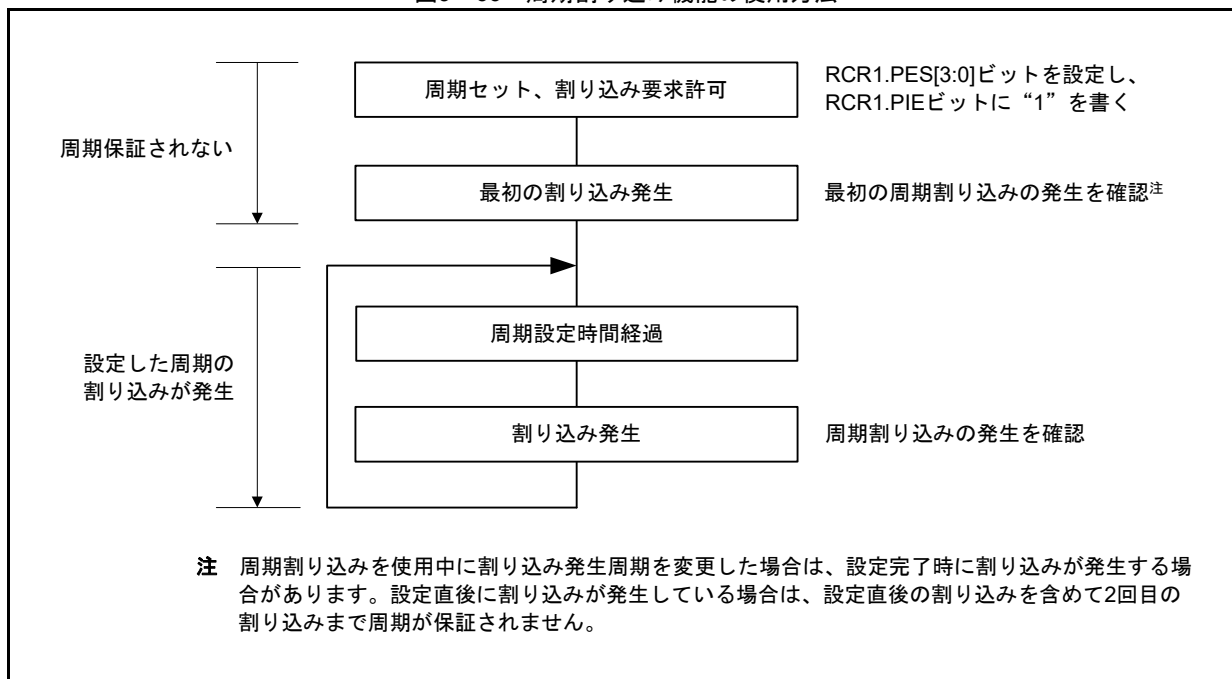 周期セット、割り込み要求許可
RCR1.PES[3:0]ビットを設定し、
RCR1.PIEビットに“1”を書く
周期保証されない
最初の割り込み発生
最初の周期割り込みの発生を確認注
周期設定時間経過
設定した周期の
割り込みが発生
割り込み発生
周期割り込みの発生を確認
注 周期割り込みを使用中に割り込み発生周期を変更した場合は、設定完了時に割り込みが発生する場
合があります。設定直後に割り込みが発生している場合は、設定直後の割り込みを含めて2回目の
割り込みまで周期が保証されません。